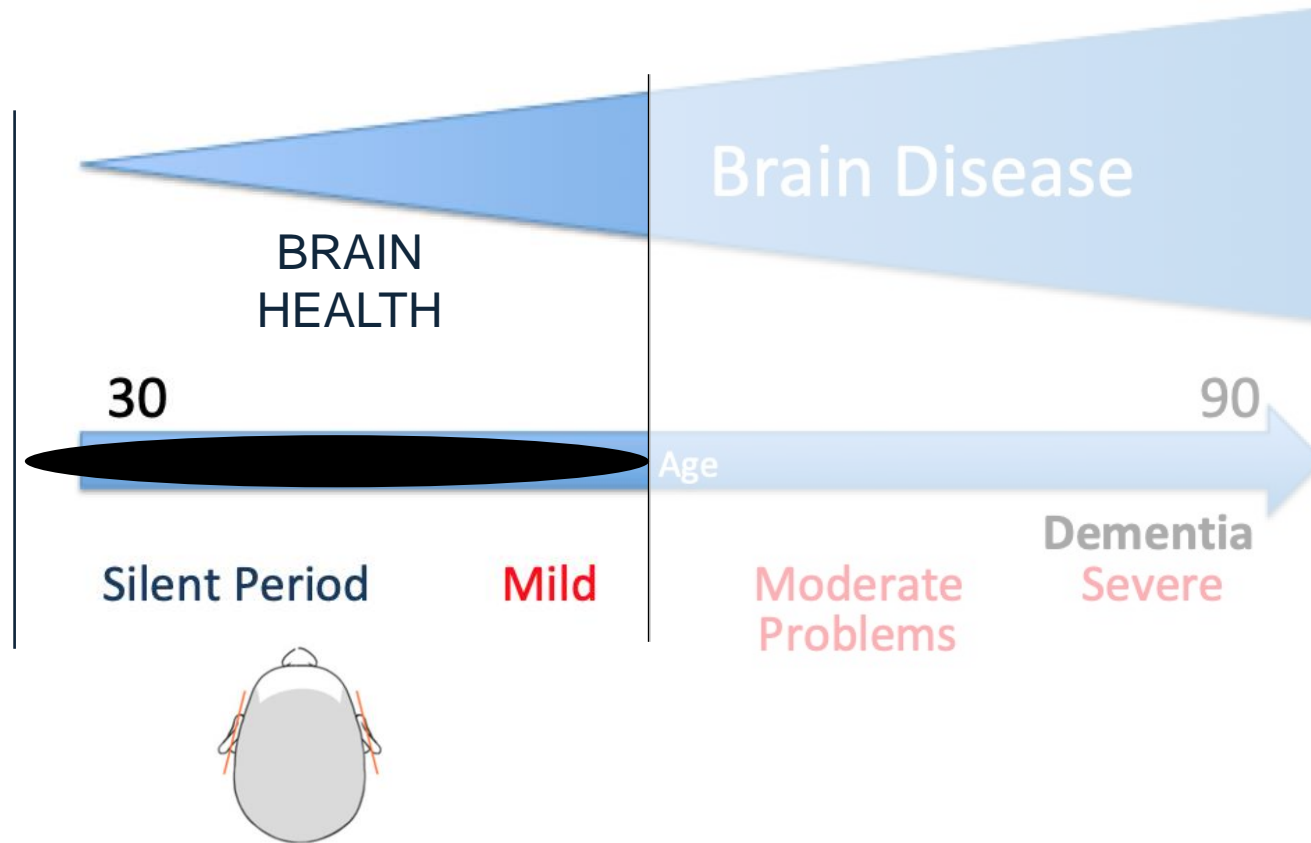 Brain Disease
BRAIN
HEALTH
30
90
Age
Dementia
Silent Period
Mild
Moderate
Severe
Problems